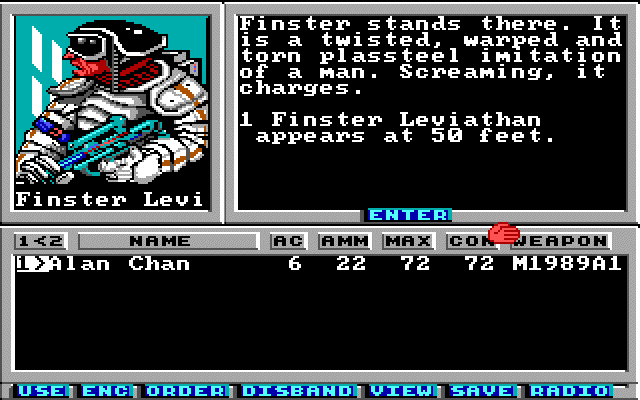 Finster stands there. It
is a twisted, warped and
torn plassteel imitation
of a man. Screaming, it
charges.
1 Finster Leviathan
appears at 50 feet.
Finster Levi
ENTER
1<2 NAME AC AMM MAX CON WEAPON
1>Alan Chan 6 22 72 72 M1989A1
USE ENC ORDER DISBAND VIEW SAVE RADIO